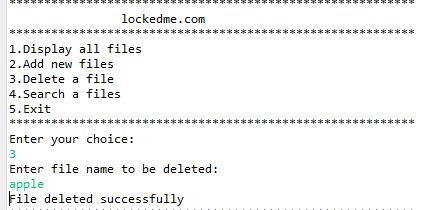 **********************************************************
lockedme.com
**********************************************************
1.Display all files
2.Add new files
3.Delete a file
4.Search a files
5.Exit
**********************************************************
Enter your choice:
3
Enter file name to be deleted:
apple
File deleted successfully
**********************************************************